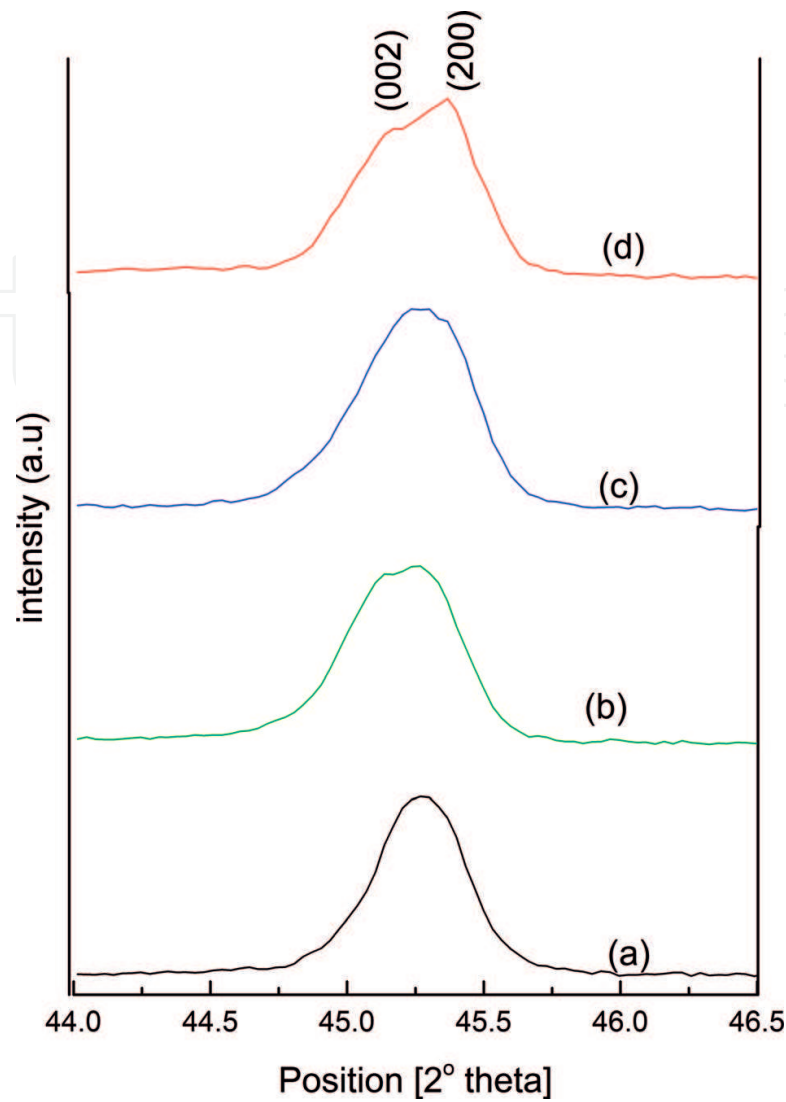 (002)
(200)
(d)
(c)
(b)
(a)
intensity (a.u)
44.0 44.5 45.0 45.5 46.0 46.5
Position [2° theta]